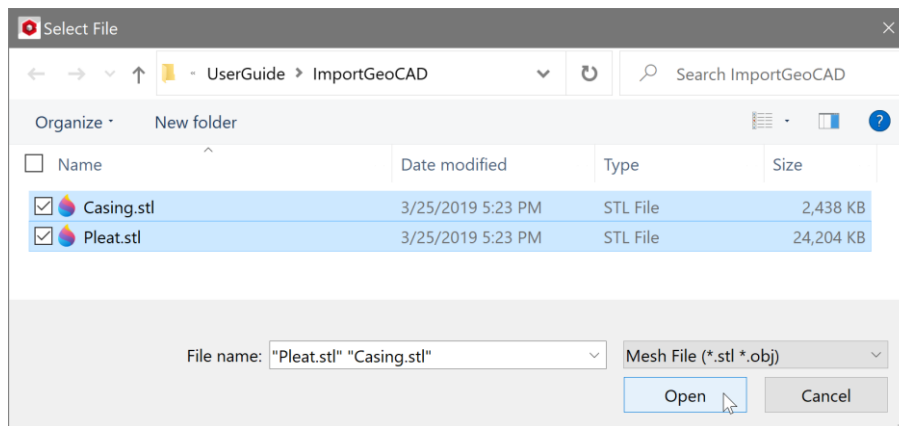 Select File
UserGuide > ImportGeoCAD
Search ImportGeoCAD
Organize New folder
?
Name Date modified Type Size
Casing.stl 3/25/2019 5:23 PM STL File 2,438 KB
Pleat.stl 3/25/2019 5:23 PM STL File 24,204 KB
File name: "Pleat.stl" "Casing.stl" Mesh File (*.stl *.obj)
Open Cancel